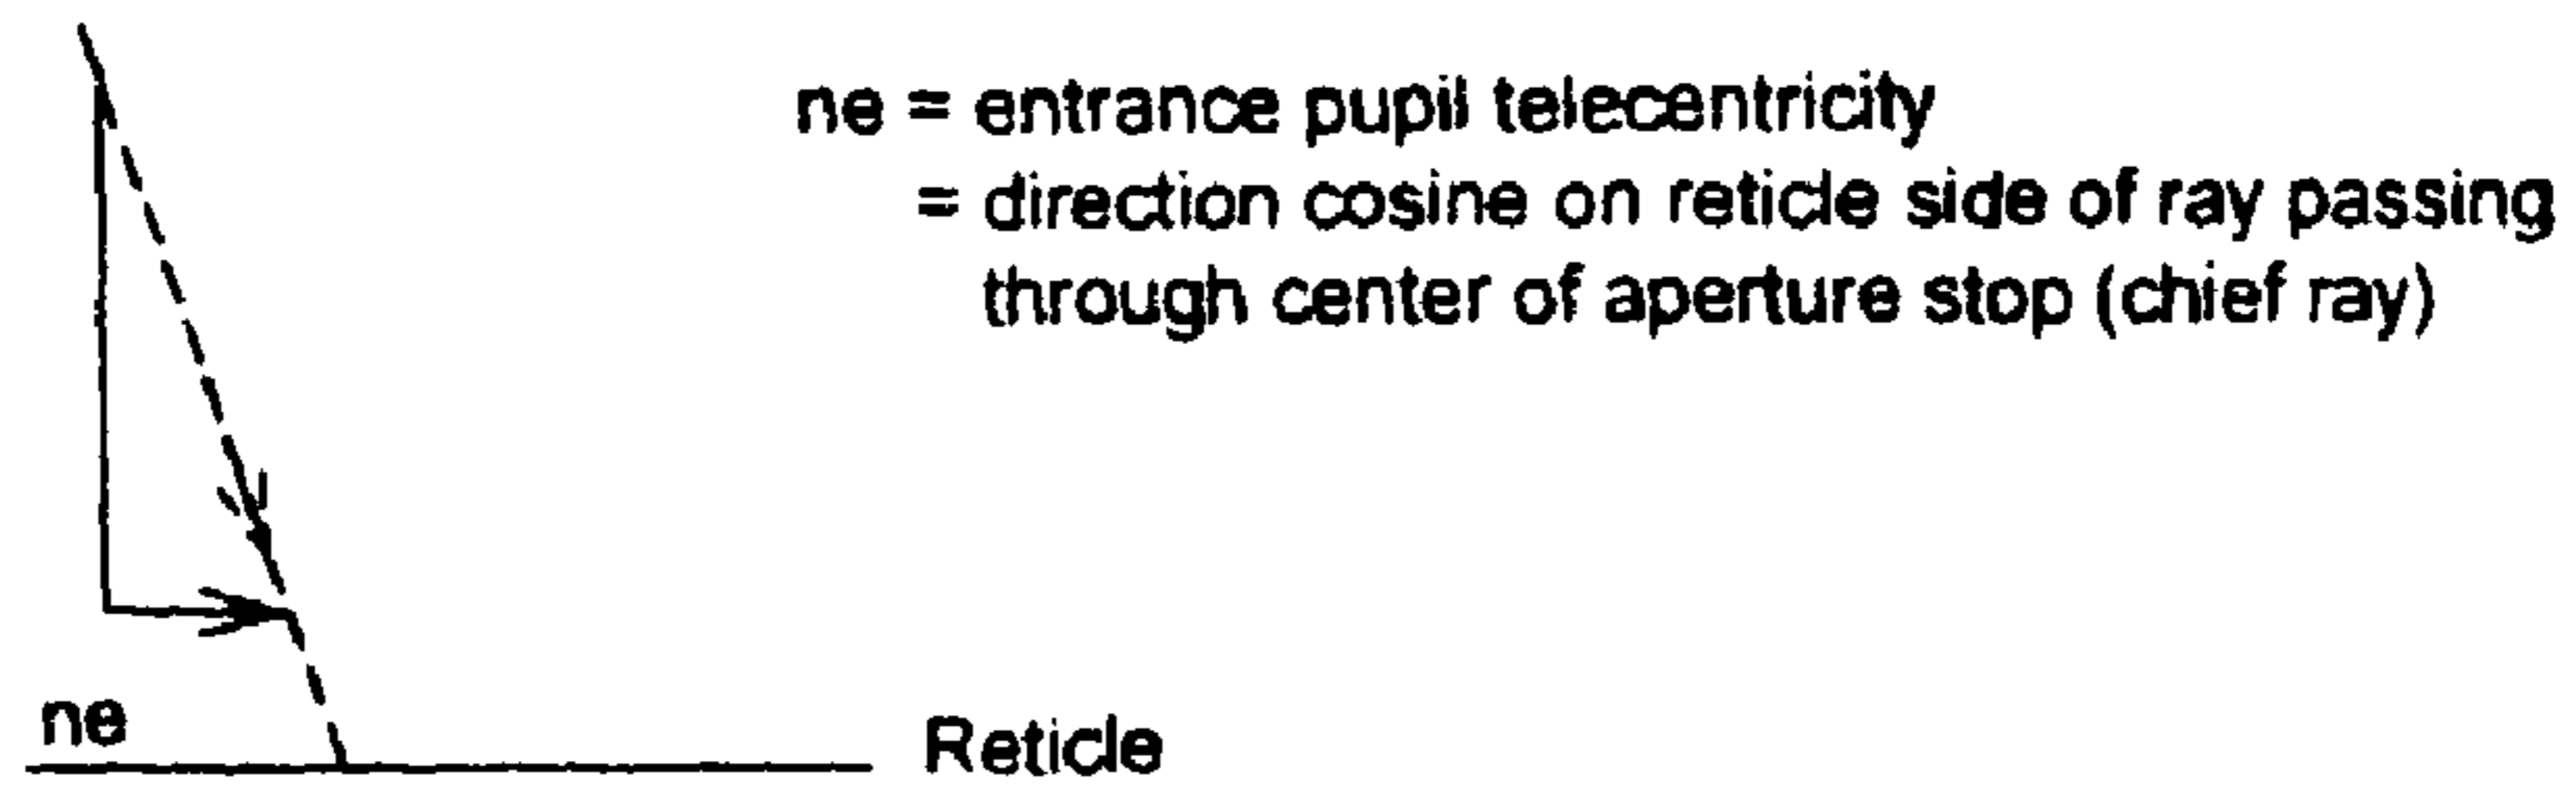 ne = entrance pupil telecentricity
= direction cosine on reticle side of ray passing
through center of aperture stop (chief ray)
ne
Reticle